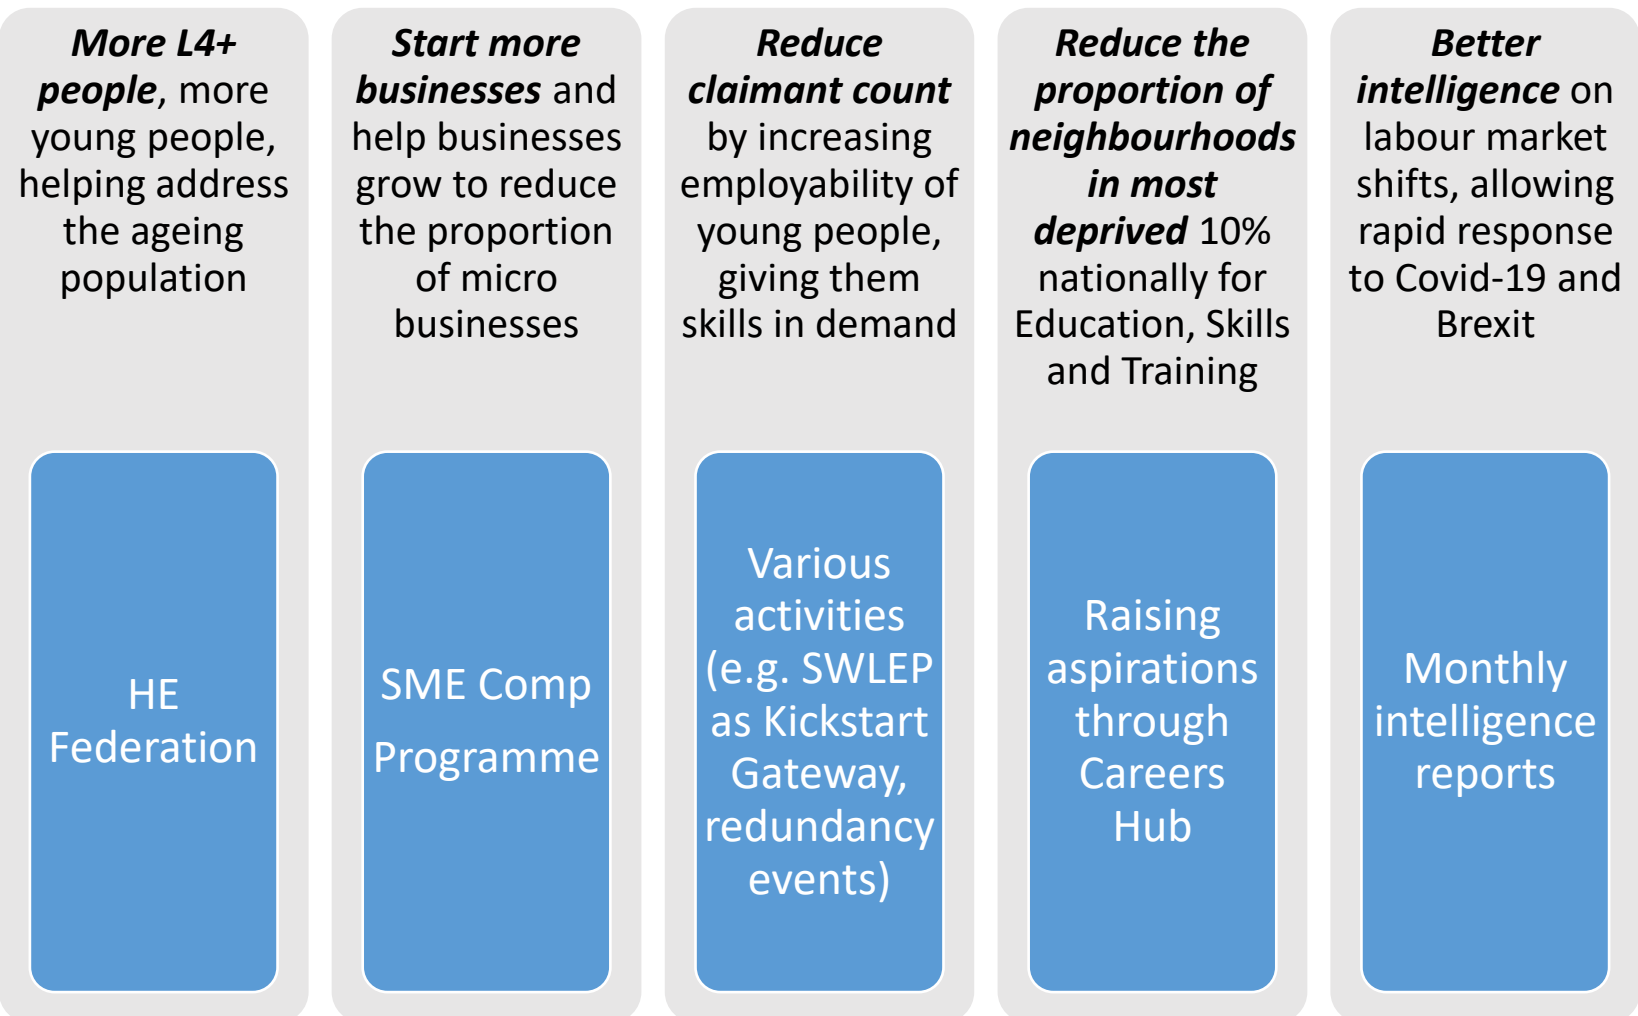 More L4+
people, more
young people,
helping address
the ageing
population
HE
Federation
Start more
businesses and
help businesses
grow to reduce
the proportion
of micro
businesses
SME Comp
Programme
Reduce
claimant count
by increasing
employability of
young people,
giving them
skills in demand
Various
activities
(e.g. SWLEP
as Kickstart
Gateway,
redundancy
events)
Reduce the
proportion of
neighbourhoods
in most
deprived 10%
nationally for
Education, Skills
and Training
Raising
aspirations
through
Careers
Hub
Better
intelligence on
labour market
shifts, allowing
rapid response
to Covid-19 and
Brexit
Monthly
intelligence
reports